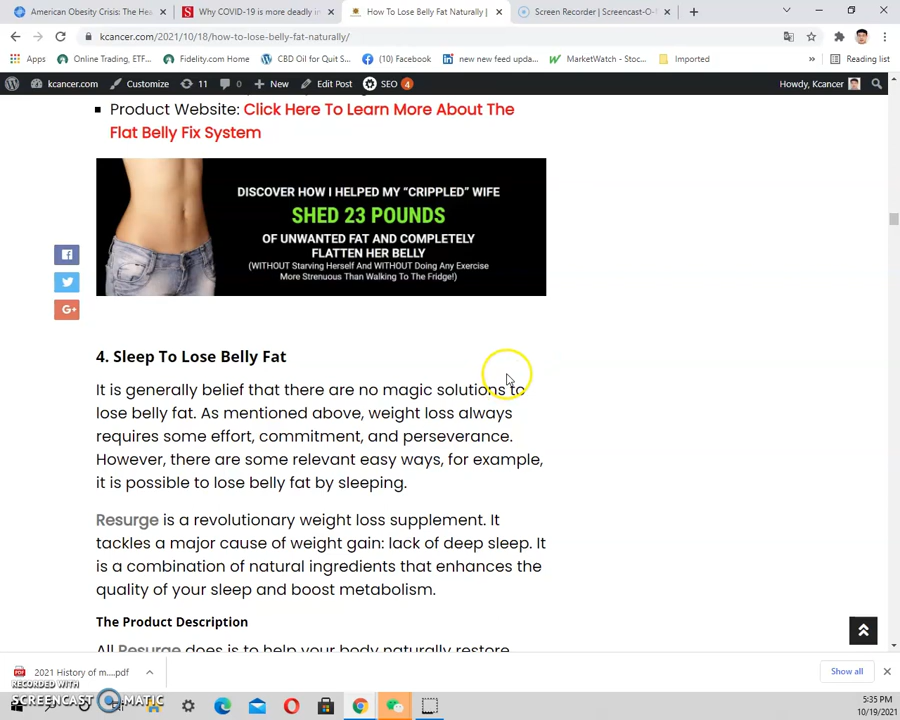 American Obesity Crisis: The Hea
Why COVID-19 is more deadly in
How To Lose Belly Fat Naturally |
Screen Recorder | Screencast-O-
kcancer.com/2021/10/18/how-to-lose-belly-fat-naturally/
Apps
Online Trading, ETF...
Fidelity.com Home
CBD Oil for Quit S...
(10) Facebook
new new feed upda...
MarketWatch - Stoc...
Imported
»
Reading list
kcancer.com
Customize
11
0
New
Edit Post
SEO
4
Howdy, Kcancer
Product Website: Click Here To Learn More About The
Flat Belly Fix System
DISCOVER HOW I HELPED MY "CRIPPLED" WIFE
SHED 23 POUNDS
OF UNWANTED FAT AND COMPLETELY
FLATTEN HER BELLY
(WITHOUT Starving Herself And WITHOUT Doing Any Exercise
More Strenuous Than Walking To The Fridge!)
G+
4. Sleep To Lose Belly Fat
It is generally belief that there are no magic solutions to
lose belly fat. As mentioned above, weight loss always
requires some effort, commitment, and perseverance.
However, there are some relevant easy ways, for example,
it is possible to lose belly fat by sleeping.
Resurge is a revolutionary weight loss supplement. It
tackles a major cause of weight gain: lack of deep sleep. It
is a combination of natural ingredients that enhances the
quality of your sleep and boost metabolism.
The Product Description
All Resurge does is to help your body naturally restore
2021 History of m....pdf
Show all
RECORDED WITH
SCREENCAST MATIC
5:35 PM
10/19/2021